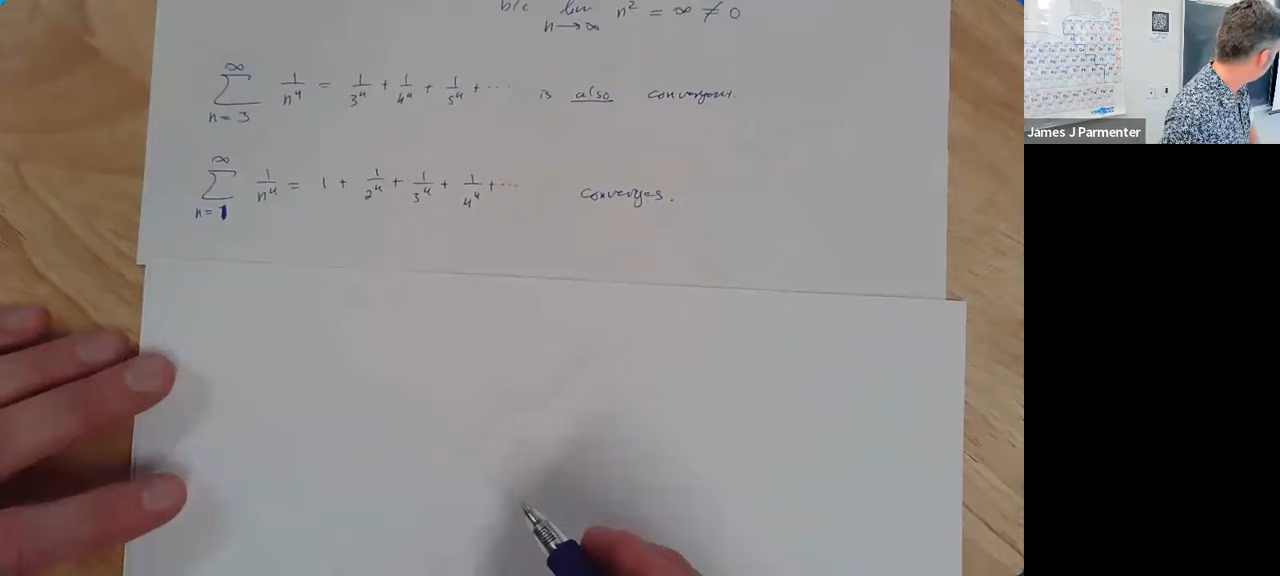 b/c lim n² = ∞ ≠ 0
n→∞
∞
∑ 1/n⁴ = 1/3⁴ + 1/4⁴ + 1/5⁴ + ··· is also convergent.
n=3
∞
∑ 1/n⁴ = 1 + 1/2⁴ + 1/3⁴ + 1/4⁴ + ··· converges.
n=1
James J Parmenter